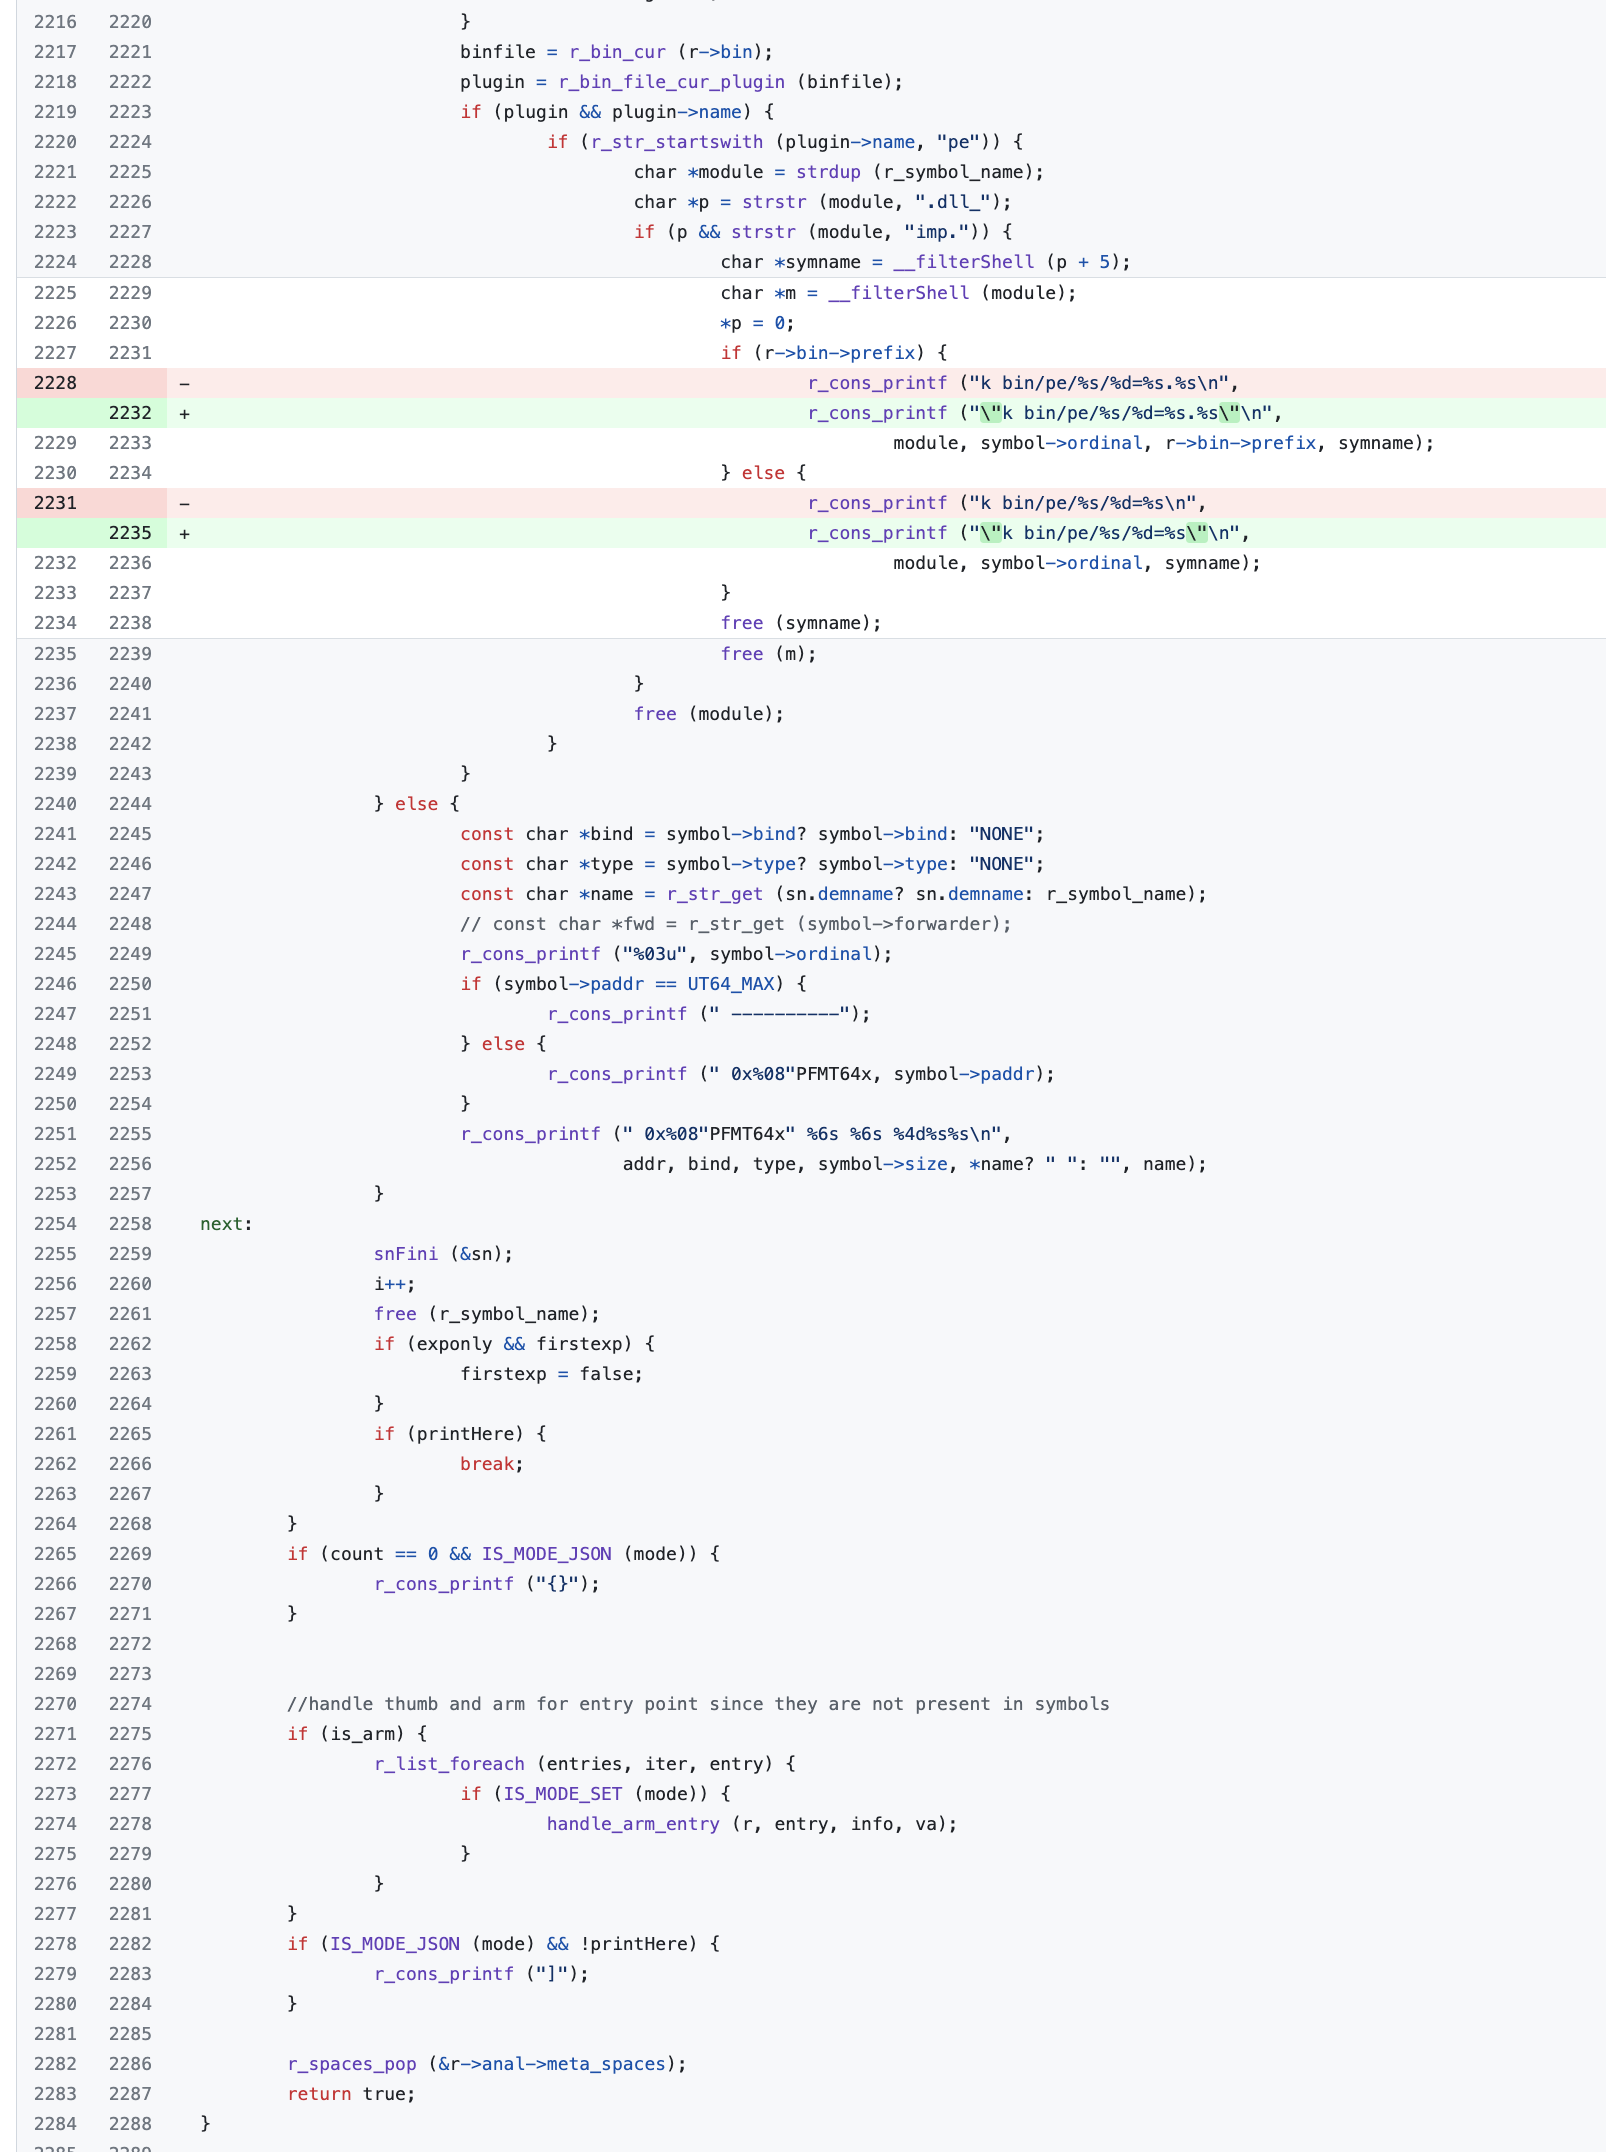 2216 2220 }
2217 2221 binfile = r_bin_cur (r->bin);
2218 2222 plugin = r_bin_file_cur_plugin (binfile);
2219 2223 if (plugin && plugin->name) {
2220 2224 if (r_str_startswith (plugin->name, "pe")) {
2221 2225 char *module = strdup (r_symbol_name);
2222 2226 char *p = strstr (module, ".dll_");
2223 2227 if (p && strstr (module, "imp.")) {
2224 2228 char *symname = __filterShell (p + 5);
2225 2229 char *m = __filterShell (module);
2226 2230 *p = 0;
2227 2231 if (r->bin->prefix) {
2228 - r_cons_printf ("k bin/pe/%s/%d=%s.%s\n",
2232 + r_cons_printf ("\"k bin/pe/%s/%d=%s.%s\"\n",
2229 2233 module, symbol->ordinal, r->bin->prefix, symname);
2230 2234 } else {
2231 - r_cons_printf ("k bin/pe/%s/%d=%s\n",
2235 + r_cons_printf ("\"k bin/pe/%s/%d=%s\"\n",
2232 2236 module, symbol->ordinal, symname);
2233 2237 }
2234 2238 free (symname);
2235 2239 free (m);
2236 2240 }
2237 2241 free (module);
2238 2242 }
2239 2243 }
2240 2244 } else {
2241 2245 const char *bind = symbol->bind? symbol->bind: "NONE";
2242 2246 const char *type = symbol->type? symbol->type: "NONE";
2243 2247 const char *name = r_str_get (sn.demname? sn.demname: r_symbol_name);
2244 2248 // const char *fwd = r_str_get (symbol->forwarder);
2245 2249 r_cons_printf ("%03u", symbol->ordinal);
2246 2250 if (symbol->paddr == UT64_MAX) {
2247 2251 r_cons_printf (" ----------");
2248 2252 } else {
2249 2253 r_cons_printf (" 0x%08"PFMT64x, symbol->paddr);
2250 2254 }
2251 2255 r_cons_printf (" 0x%08"PFMT64x" %6s %6s %4d%s%s\n",
2252 2256 addr, bind, type, symbol->size, *name? " ": "", name);
2253 2257 }
2254 2258 next:
2255 2259 snFini (&sn);
2256 2260 i++;
2257 2261 free (r_symbol_name);
2258 2262 if (exponly && firstexp) {
2259 2263 firstexp = false;
2260 2264 }
2261 2265 if (printHere) {
2262 2266 break;
2263 2267 }
2264 2268 }
2265 2269 if (count == 0 && IS_MODE_JSON (mode)) {
2266 2270 r_cons_printf ("{}");
2267 2271 }
2268 2272
2269 2273
2270 2274 //handle thumb and arm for entry point since they are not present in symbols
2271 2275 if (is_arm) {
2272 2276 r_list_foreach (entries, iter, entry) {
2273 2277 if (IS_MODE_SET (mode)) {
2274 2278 handle_arm_entry (r, entry, info, va);
2275 2279 }
2276 2280 }
2277 2281 }
2278 2282 if (IS_MODE_JSON (mode) && !printHere) {
2279 2283 r_cons_printf ("]");
2280 2284 }
2281 2285
2282 2286 r_spaces_pop (&r->anal->meta_spaces);
2283 2287 return true;
2284 2288 }